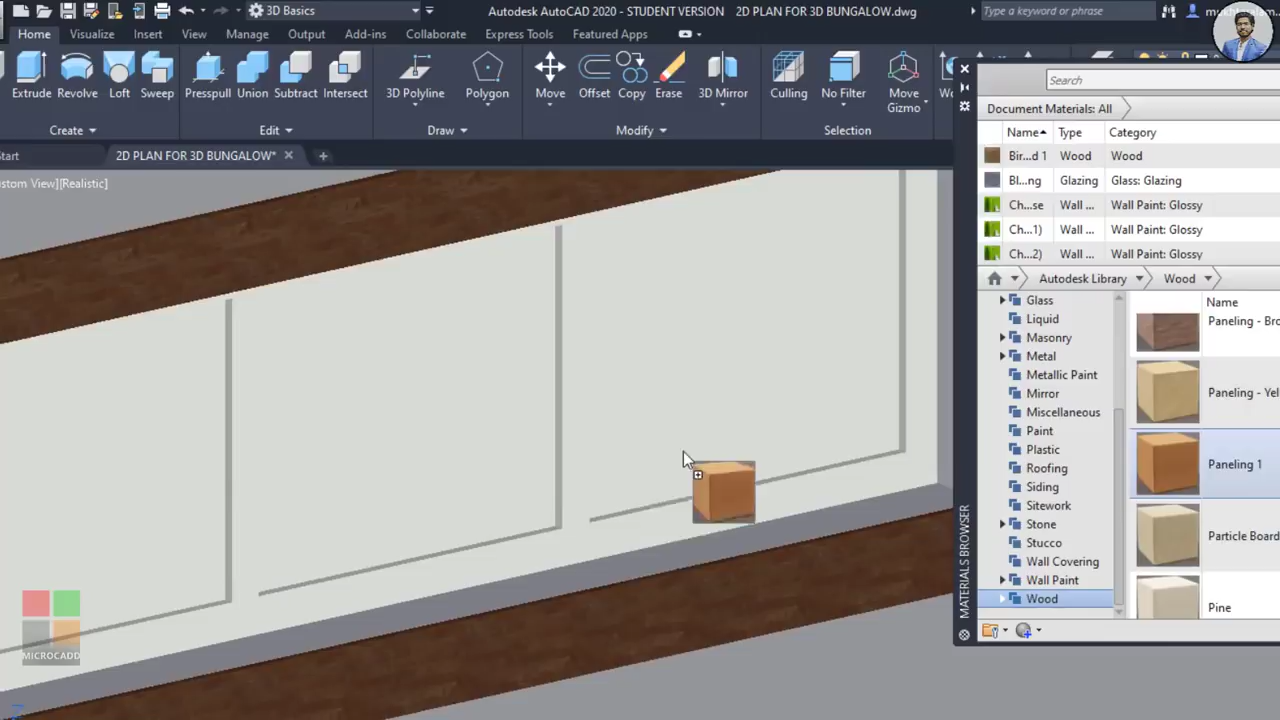 3D Basics
Autodesk AutoCAD 2020 - STUDENT VERSION 2D PLAN FOR 3D BUNGALOW.dwg
Type a keyword or phrase
Home Visualize Insert View Manage Output Add-ins Collaborate Express Tools Featured Apps
Extrude Revolve Loft Sweep Presspull Union Subtract Intersect 3D Polyline Polygon Move Offset Copy Erase 3D Mirror Culling No Filter Move
Gizmo
Create Edit Draw Modify Selection
Start 2D PLAN FOR 3D BUNGALOW*
ustom View][Realistic]
Search
Document Materials: All
Name Type Category
Bir...d 1 Wood Wood
Bl...ng Glazing Glass: Glazing
Ch...se Wall ... Wall Paint: Glossy
Ch...1) Wall ... Wall Paint: Glossy
Ch...2) Wall ... Wall Paint: Glossy
Autodesk Library Wood
Glass
Liquid
Masonry
Metal
Metallic Paint
Mirror
Miscellaneous
Paint
Plastic
Roofing
Siding
Sitework
Stone
Stucco
Wall Covering
Wall Paint
Wood
Name
Paneling - Bro
Paneling - Yel
Paneling 1
Particle Board
Pine
MATERIALS BROWSER
MICROCADD